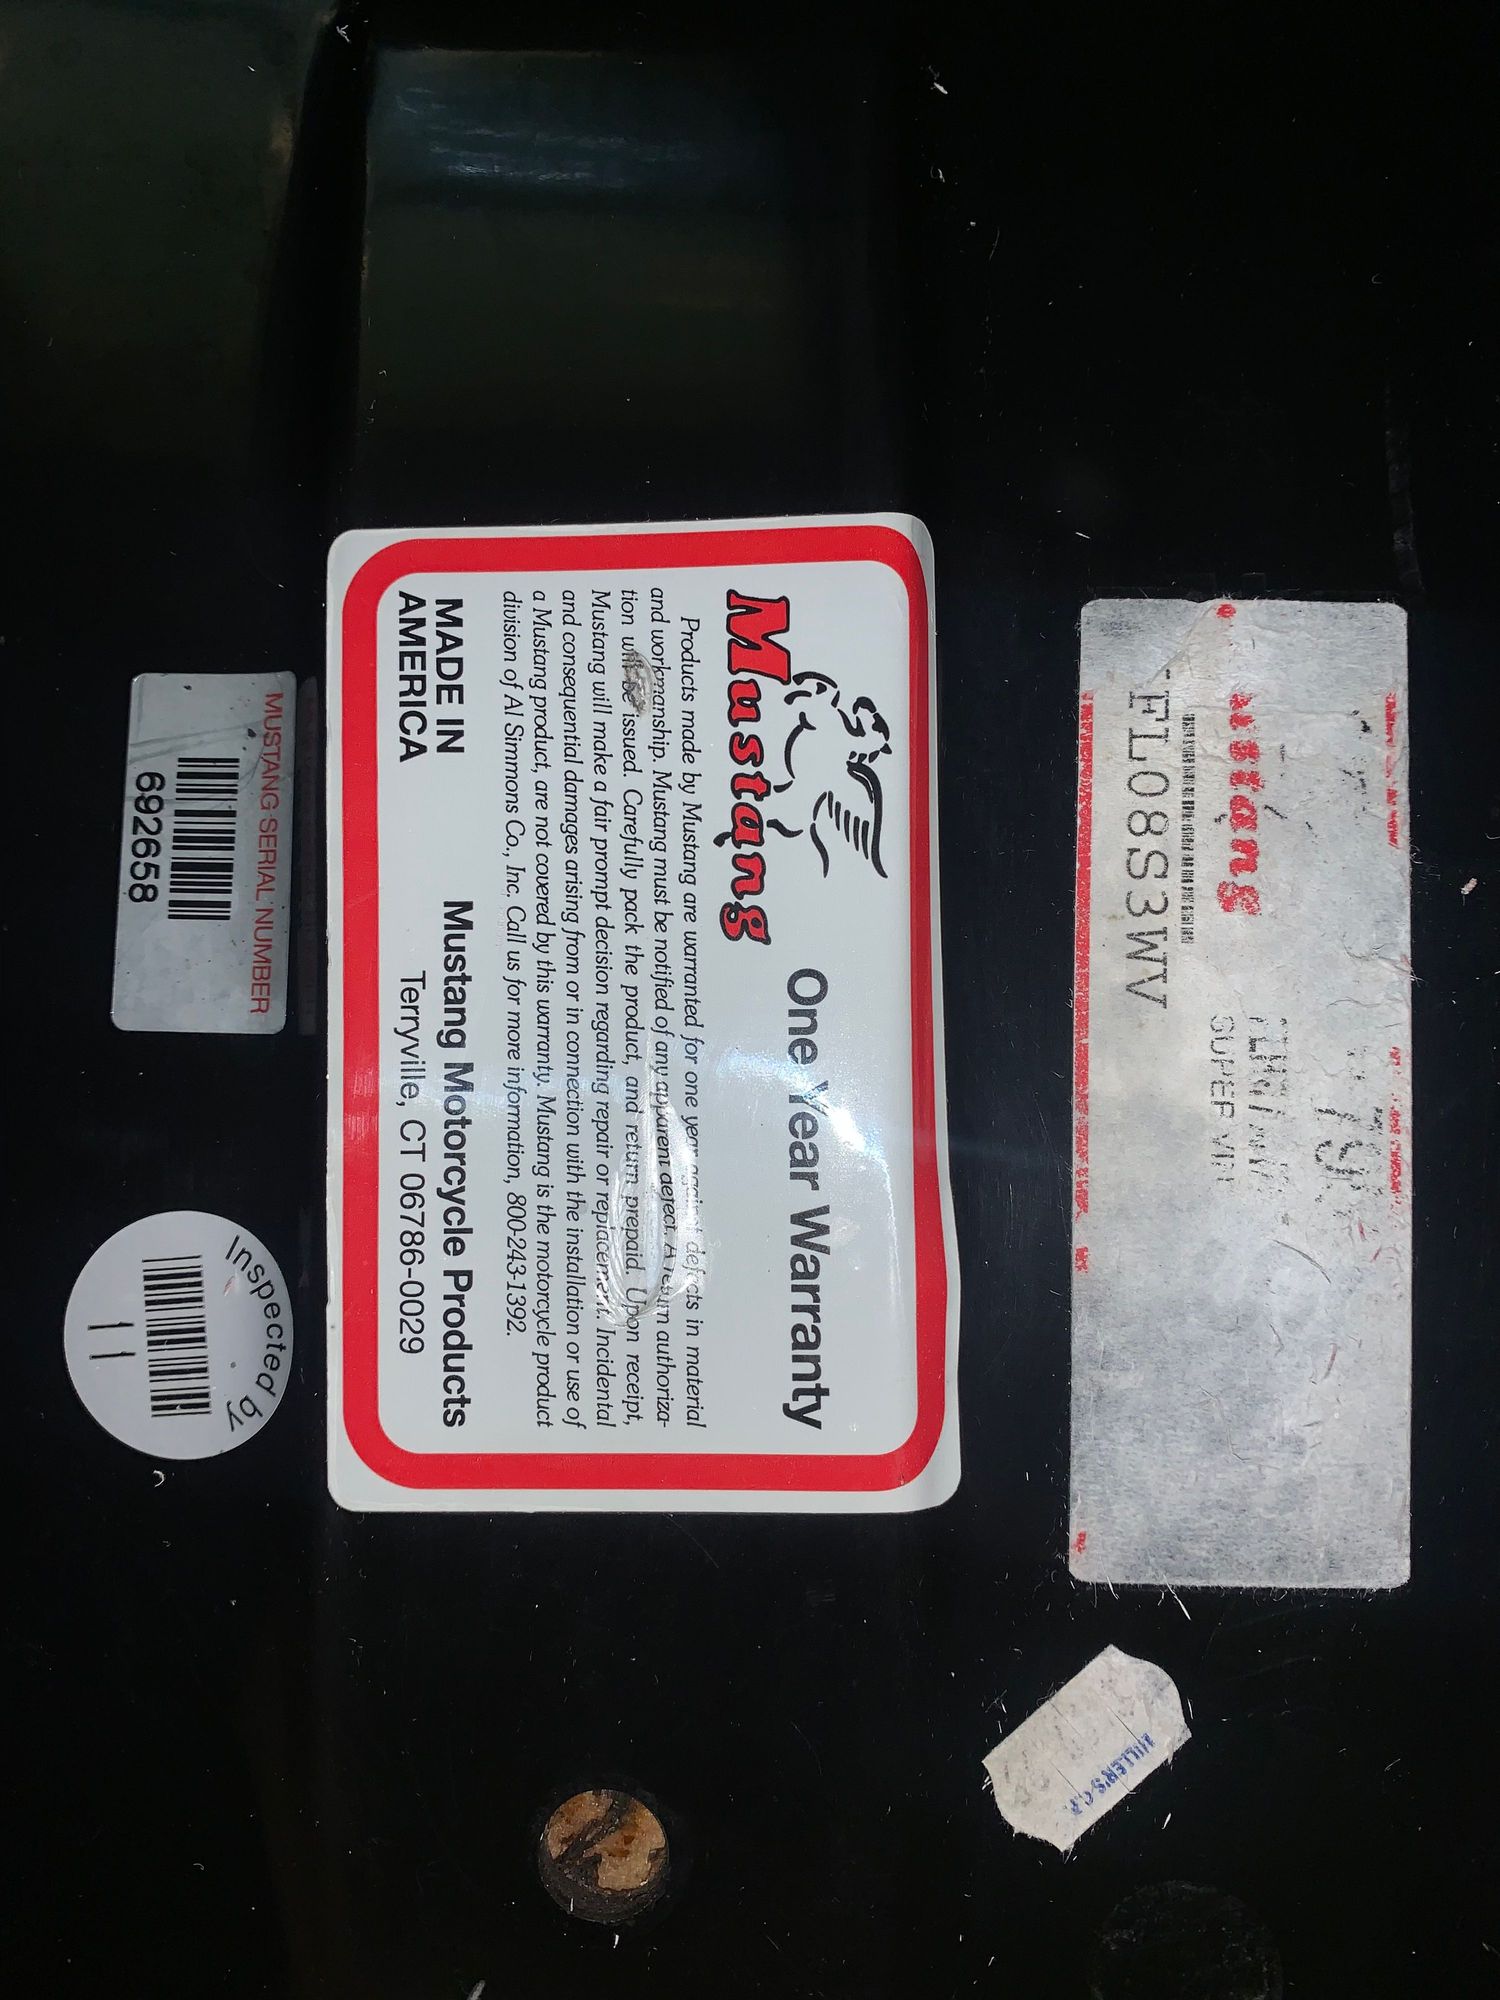 Mustang
FL08S3WV
Mustang
One Year Warranty
Products made by Mustang are warranted for one year against defects in material
and workmanship. Mustang must be notified of any apparent defect. A return authoriza-
tion will be issued. Carefully pack the product, and return prepaid. Upon receipt,
Mustang will make a fair prompt decision regarding repair or replacement. Incidental
and consequential damages arising from or in connection with the installation or use of
a Mustang product, are not covered by this warranty. Mustang is the motorcycle product
division of Al Simmons Co., Inc. Call us for more information, 800-243-1392.
MADE IN
AMERICA
Mustang Motorcycle Products
Terryville, CT 06786-0029
MUSTANG SERIAL NUMBER
692658
Inspected by
11
MILLER'S C.P.